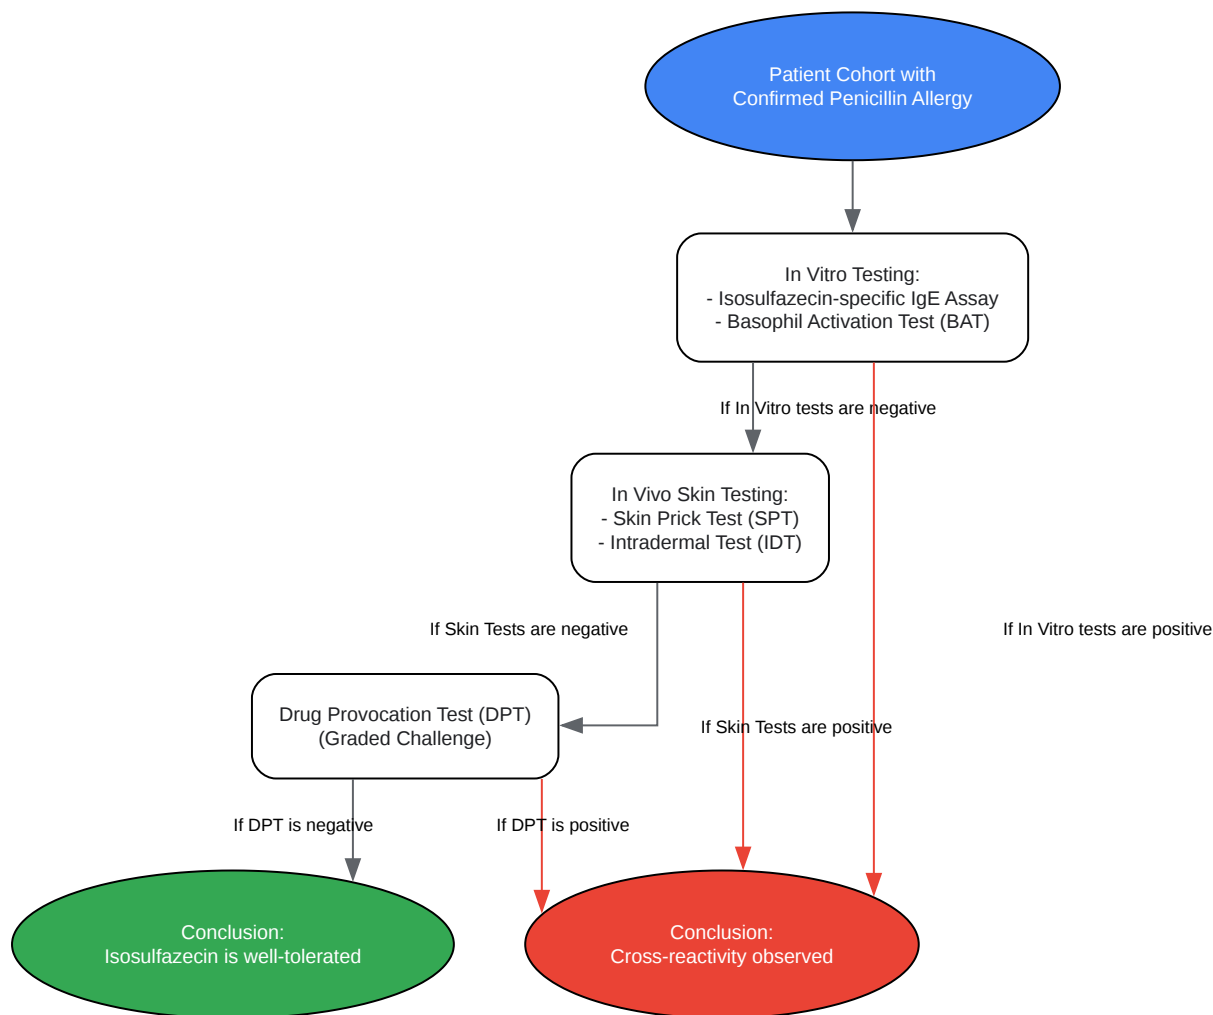 Patient Cohort with
Confirmed Penicillin Allergy
In Vitro Testing:
- Isosulfazecin-specific IgE Assay
- Basophil Activation Test (BAT)
If In Vitro tests are negative
In Vivo Skin Testing:
- Skin Prick Test (SPT)
- Intradermal Test (IDT)
If Skin Tests are negative
If In Vitro tests are positive
Drug Provocation Test (DPT)
(Graded Challenge)
If Skin Tests are positive
If DPT is negative
If DPT is positive
Conclusion:
Isosulfazecin is well-tolerated
Conclusion:
Cross-reactivity observed